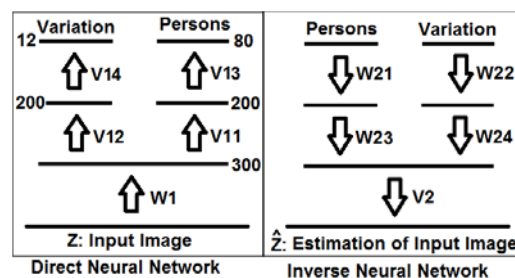 Variation Persons
12 80
V14 V13
200 200
V12 V11
300
W1
Z: Input Image
Direct Neural Network
Persons Variation
W21 W22
W23 W24
V2
Ẑ: Estimation of Input Image
Inverse Neural Network